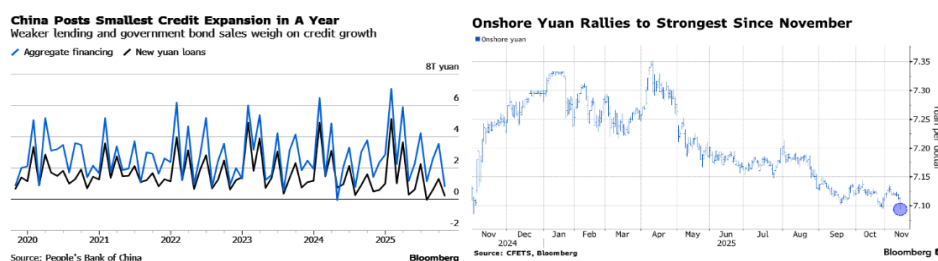 China Posts Smallest Credit Expansion in A Year
Weaker lending and government bond sales weigh on credit growth
Aggregate financing New yuan loans
8T yuan
6
4
2
0
-2
2020 2021 2022 2023 2024 2025
Source: People's Bank of China Bloomberg
Onshore Yuan Rallies to Strongest Since November
Onshore yuan
7.35
7.30
7.25
7.20
7.15
7.10
Nov Dec Jan Feb Mar Apr May Jun Jul Aug Sep Oct Nov
2024 2025
Source: CFETS, Bloomberg Bloomberg